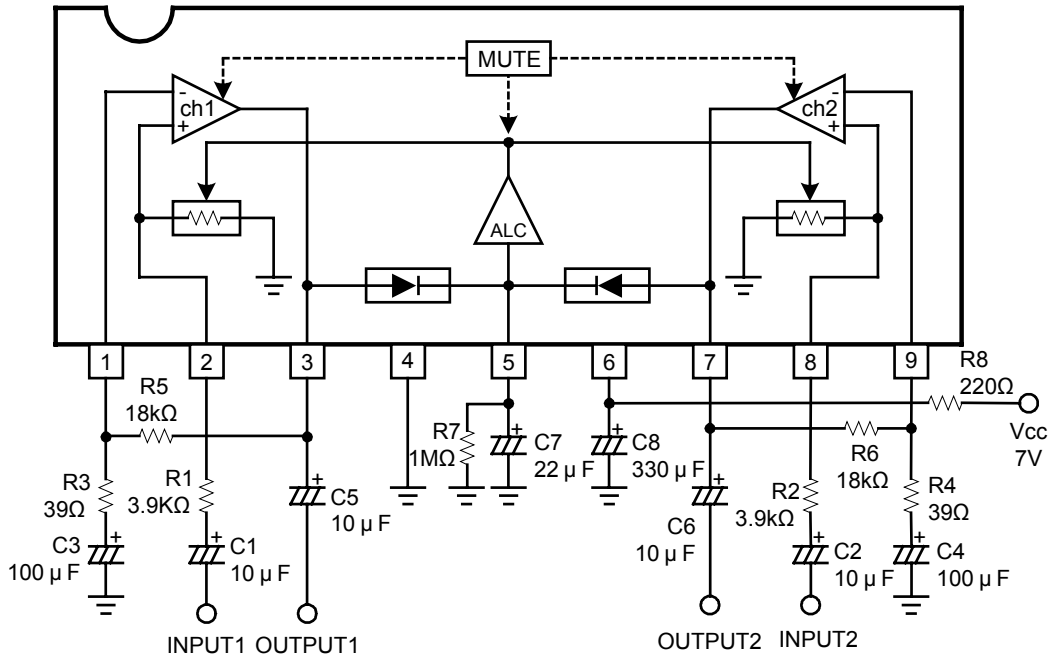 MUTE
ch1
ch2
-
+
-
+
ALC
1
2
3
4
5
6
7
8
9
R8
220Ω
Vcc
7V
R5
18kΩ
R7
1MΩ
+
C7
22 µ F
+
C8
330 µ F
R6
18kΩ
R3
39Ω
R1
3.9KΩ
+
C5
10 µ F
+
C6
10 µ F
R2
3.9kΩ
R4
39Ω
+
C3
100 µ F
+
C1
10 µ F
+
C2
10 µ F
+
C4
100 µ F
INPUT1
OUTPUT1
OUTPUT2
INPUT2